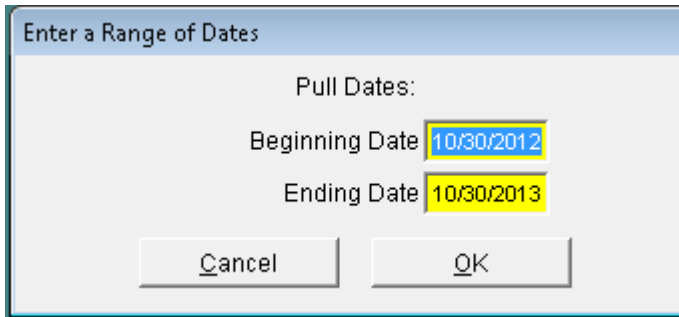 Enter a Range of Dates
Pull Dates:
Beginning Date 10/30/2012
Ending Date 10/30/2013
Cancel OK